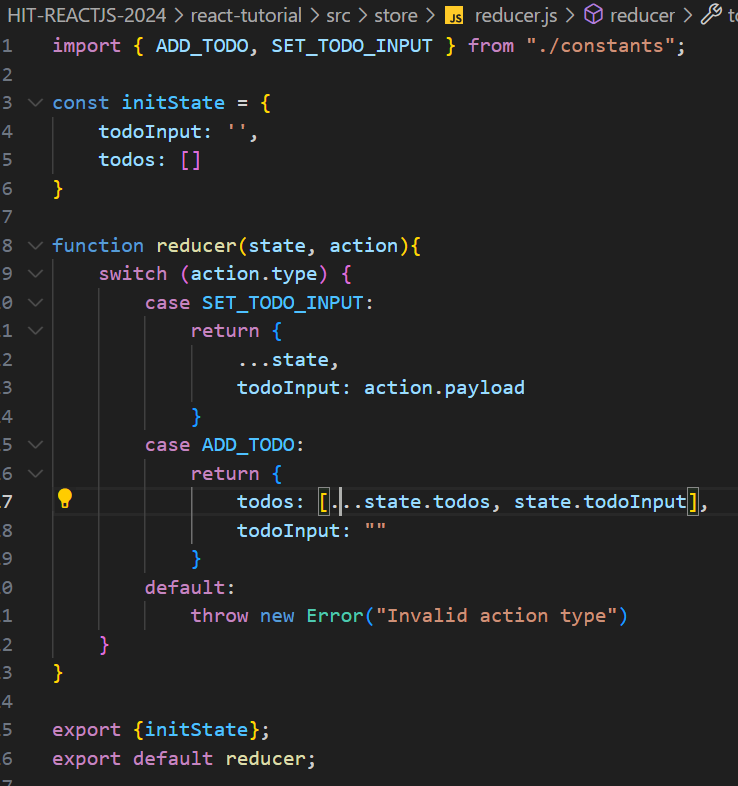 HIT-REACTJS-2024 > react-tutorial > src > store > JS reducer.js > reducer > to
1 import { ADD_TODO, SET_TODO_INPUT } from "./constants";
2
3 const initState = {
4     todoInput: '',
5     todos: []
6 }
7
8 function reducer(state, action){
9     switch (action.type) {
0         case SET_TODO_INPUT:
1             return {
2                 ...state,
3                 todoInput: action.payload
4             }
5         case ADD_TODO:
6             return {
7                 todos: [...state.todos, state.todoInput],
8                 todoInput: ""
9             }
0         default:
1             throw new Error("Invalid action type")
2     }
3 }
4
5 export {initState};
6 export default reducer;